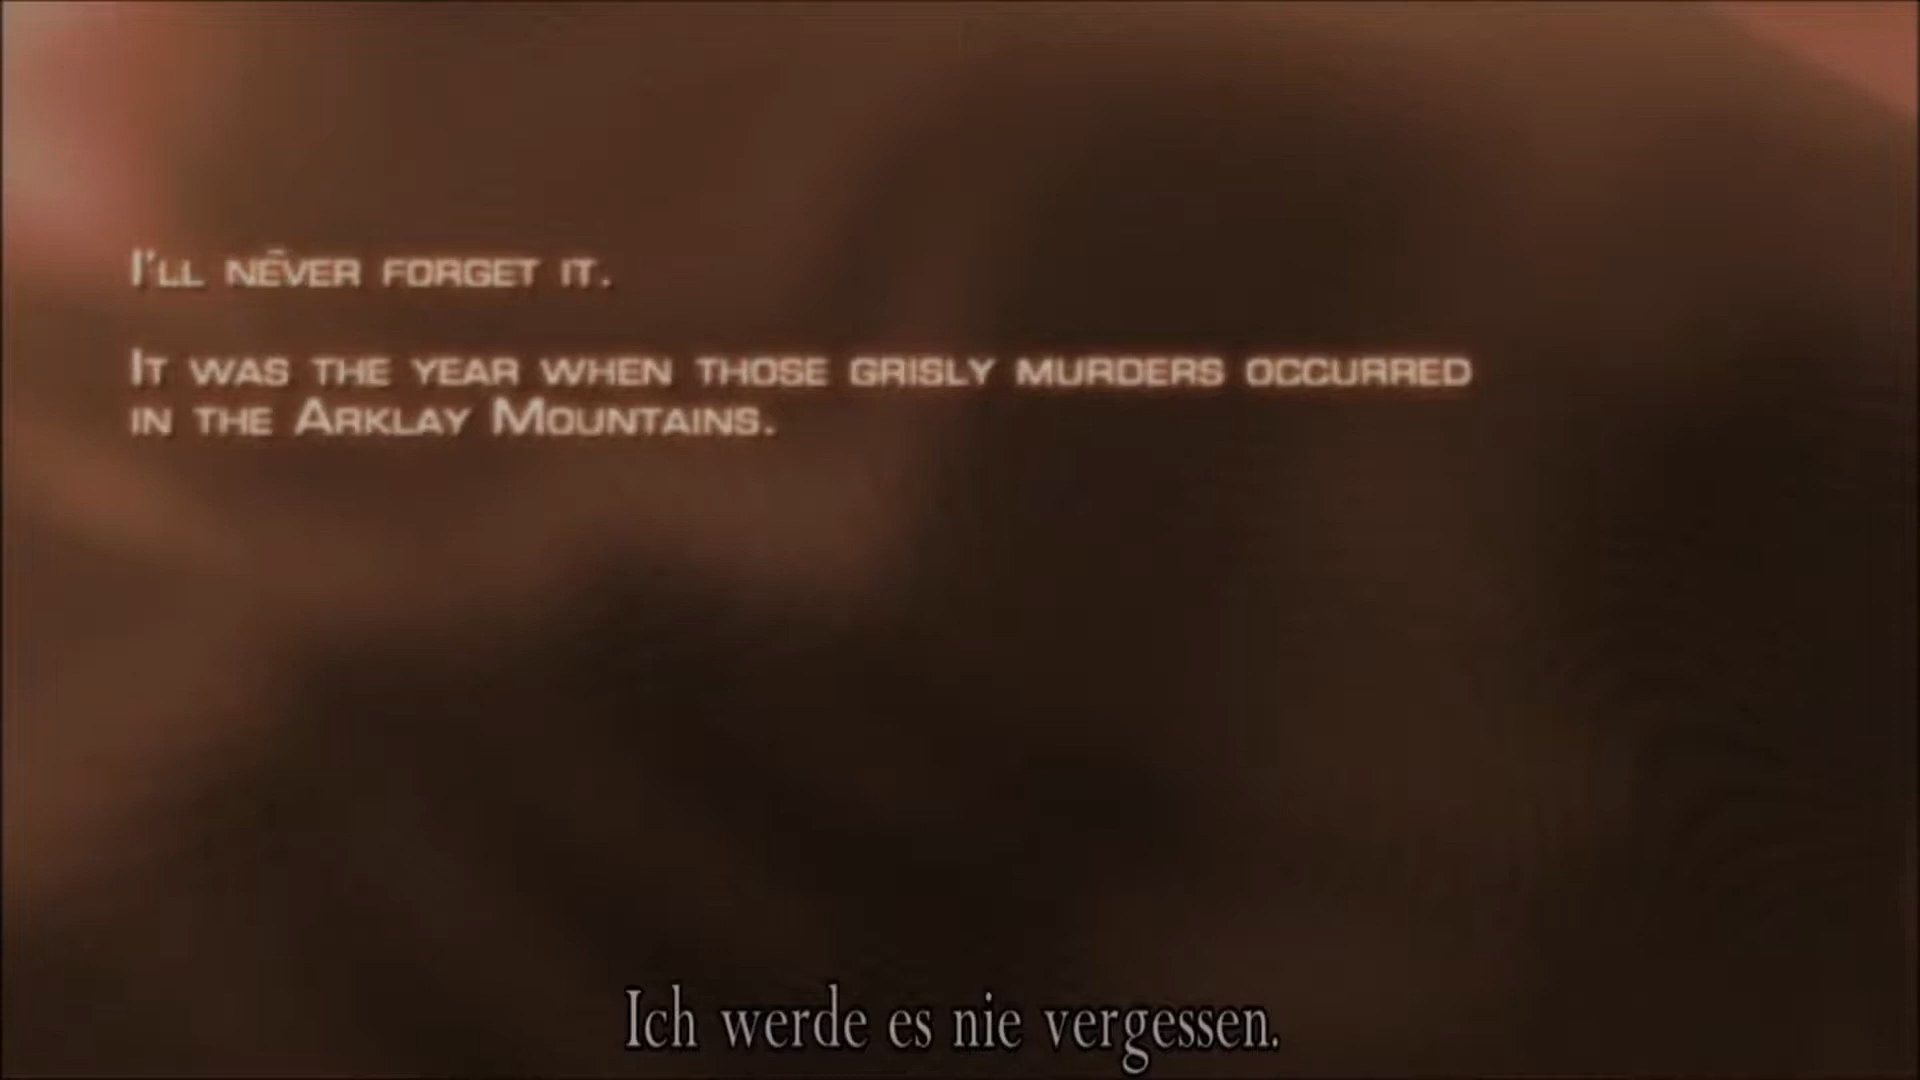 I'll never forget it.
It was the year when those grisly murders occurred
in the Arklay Mountains.
Ich werde es nie vergessen.